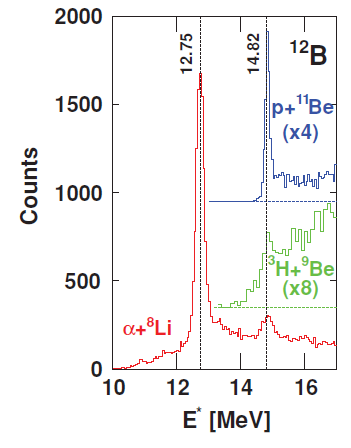 2000
1500
1000
500
0
Counts
12.75
14.82
¹²B
p+¹¹Be
(x4)
³H+⁹Be
(x8)
α+⁸Li
10 12 14 16
E* [MeV]